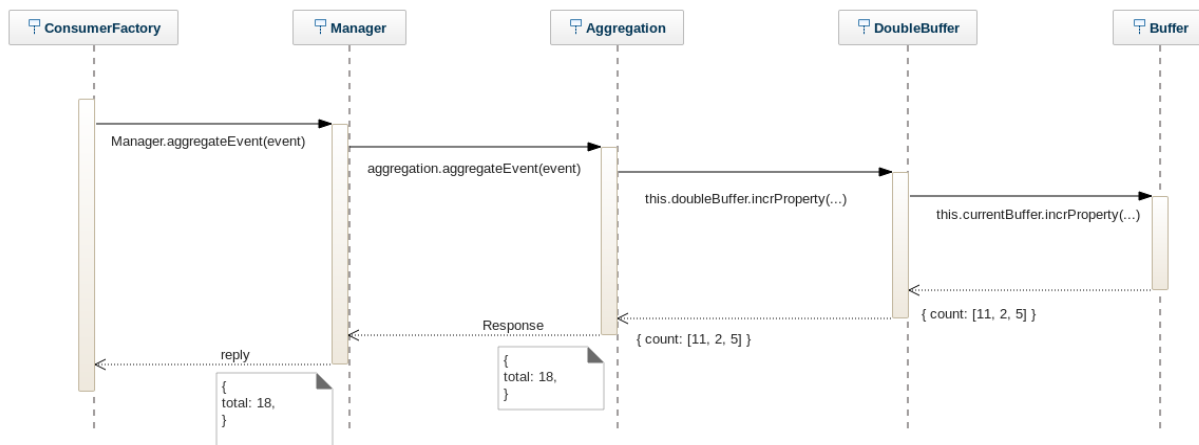 ConsumerFactory
Manager
Aggregation
DoubleBuffer
Buffer
Manager.aggregateEvent(event)
aggregation.aggregateEvent(event)
this.doubleBuffer.incrProperty(...)
this.currentBuffer.incrProperty(...)
{ count: [11, 2, 5] }
{ count: [11, 2, 5] }
Response
{
total: 18,
}
reply
{
total: 18,
}